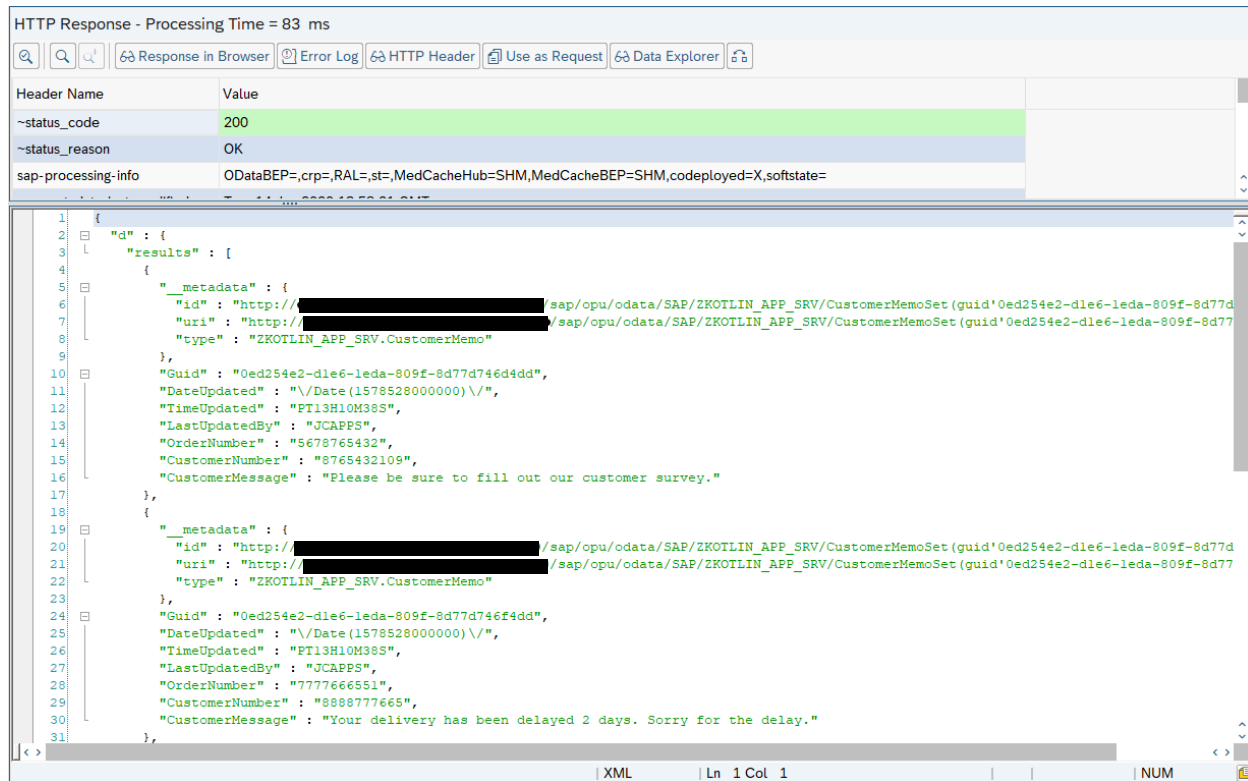 HTTP Response - Processing Time = 83 ms
Response in Browser Error Log HTTP Header Use as Request Data Explorer
Header Name Value
~status_code 200
~status_reason OK
sap-processing-info ODataBEP=,crp=,RAL=,st=,MedCacheHub=SHM,MedCacheBEP=SHM,codeployed=X,softstate=
1 {
2 "d" : {
3 "results" : [
4 {
5 "__metadata" : {
6 "id" : "http:// /sap/opu/odata/SAP/ZKOTLIN_APP_SRV/CustomerMemoSet(guid'0ed254e2-d1e6-1eda-809f-8d77d
7 "uri" : "http:// /sap/opu/odata/SAP/ZKOTLIN_APP_SRV/CustomerMemoSet(guid'0ed254e2-d1e6-1eda-809f-8d77
8 "type" : "ZKOTLIN_APP_SRV.CustomerMemo"
9 },
10 "Guid" : "0ed254e2-d1e6-1eda-809f-8d77d746d4dd",
11 "DateUpdated" : "\/Date(1578528000000)\/",
12 "TimeUpdated" : "PT13H10M38S",
13 "LastUpdatedBy" : "JCAPPS",
14 "OrderNumber" : "5678765432",
15 "CustomerNumber" : "8765432109",
16 "CustomerMessage" : "Please be sure to fill out our customer survey."
17 },
18 {
19 "__metadata" : {
20 "id" : "http:// /sap/opu/odata/SAP/ZKOTLIN_APP_SRV/CustomerMemoSet(guid'0ed254e2-d1e6-1eda-809f-8d77d
21 "uri" : "http:// /sap/opu/odata/SAP/ZKOTLIN_APP_SRV/CustomerMemoSet(guid'0ed254e2-d1e6-1eda-809f-8d77
22 "type" : "ZKOTLIN_APP_SRV.CustomerMemo"
23 },
24 "Guid" : "0ed254e2-d1e6-1eda-809f-8d77d746f4dd",
25 "DateUpdated" : "\/Date(1578528000000)\/",
26 "TimeUpdated" : "PT13H10M38S",
27 "LastUpdatedBy" : "JCAPPS",
28 "OrderNumber" : "7777666551",
29 "CustomerNumber" : "8888777665",
30 "CustomerMessage" : "Your delivery has been delayed 2 days. Sorry for the delay."
31 },
XML Ln 1 Col 1 NUM